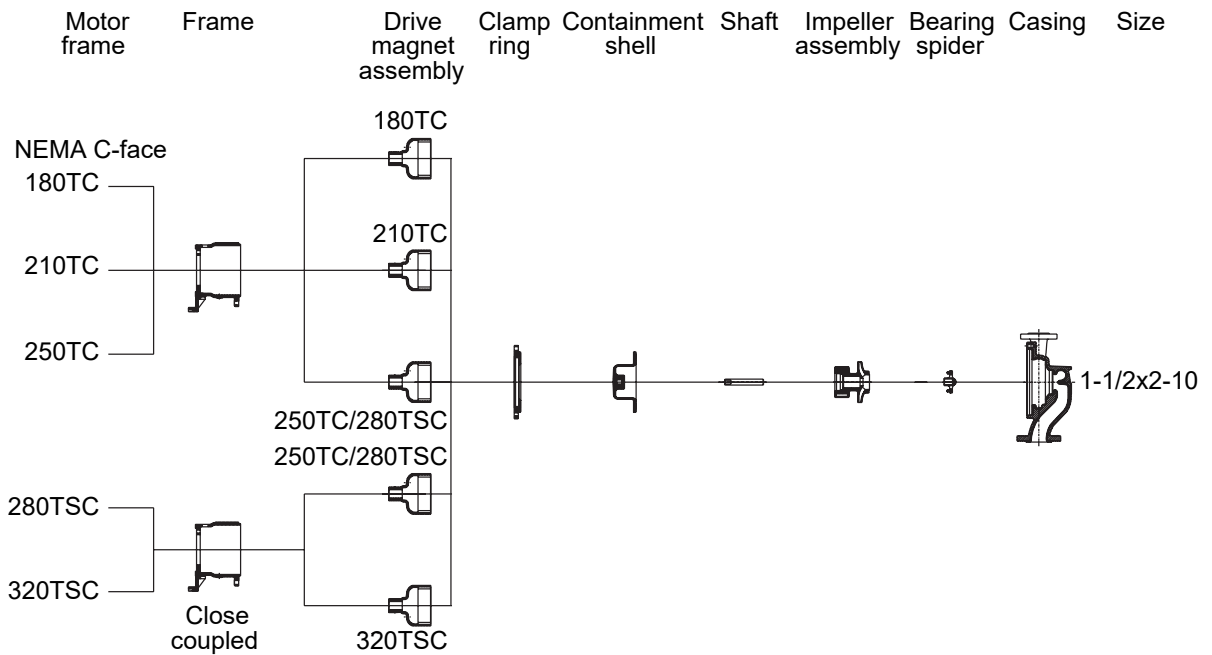 Motor
frame
Frame
Drive
magnet
assembly
Clamp
ring
Containment
shell
Shaft
Impeller
assembly
Bearing
spider
Casing
Size
180TC
NEMA C-face
180TC
210TC
210TC
250TC
1-1/2x2-10
250TC/280TSC
250TC/280TSC
280TSC
320TSC
Close
coupled
320TSC